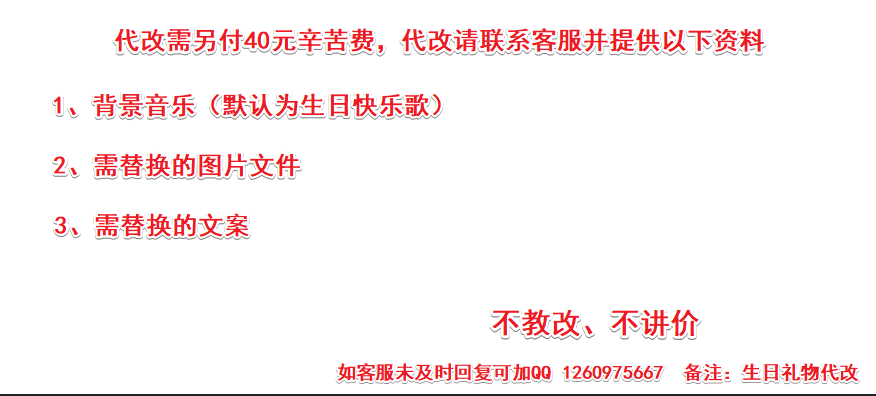 代改需另付40元辛苦费，代改请联系客服并提供以下资料
1、背景音乐（默认为生日快乐歌）
2、需替换的图片文件
3、需替换的文案
不教改、不讲价
如客服未及时回复可加QQ 1260975667 备注：生日礼物代改